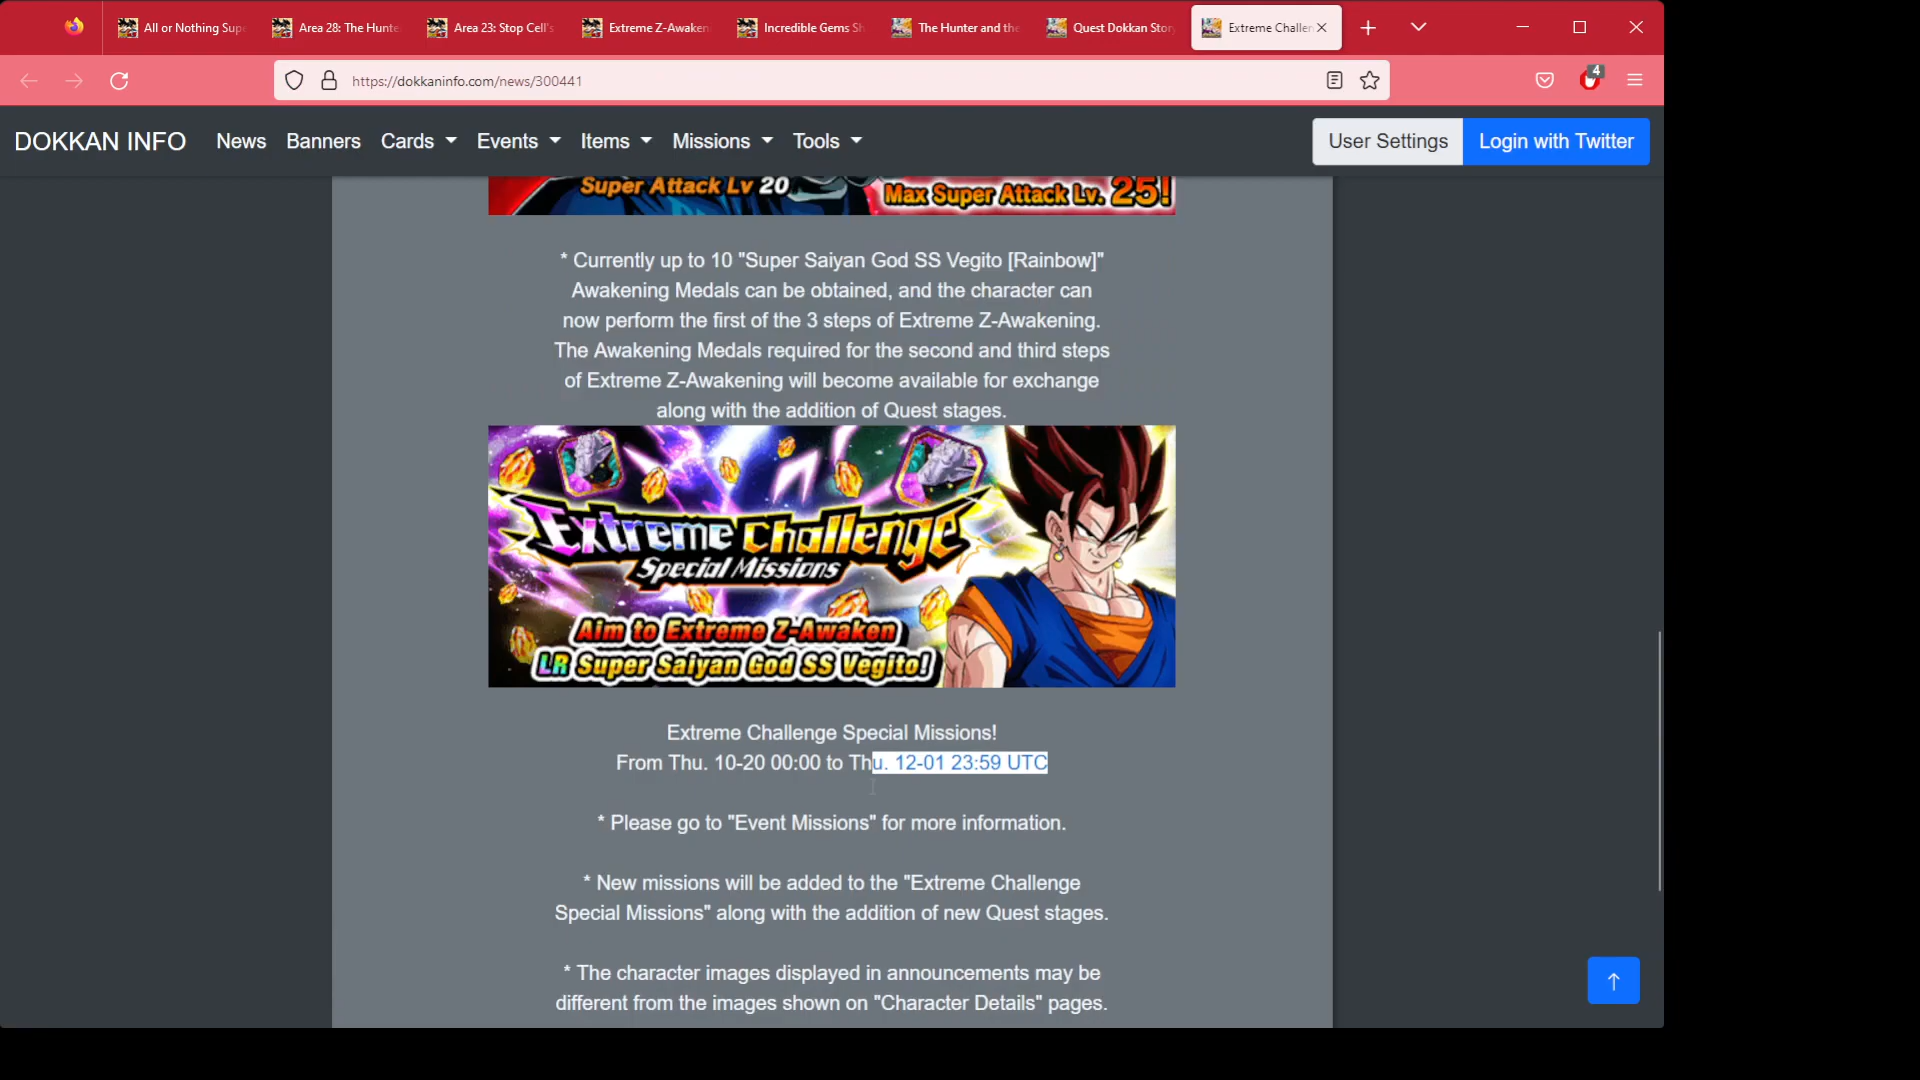 All or Nothing Supe
Area 28: The Hunte
Area 23: Stop Cell's
Extreme Z-Awaken
Incredible Gems Sh
The Hunter and the
Quest Dokkan Stor
Extreme Challen
https://dokkaninfo.com/news/300441
4
DOKKAN INFO News Banners Cards Events Items Missions Tools User Settings Login with Twitter
Super Attack Lv 20
Max Super Attack Lv. 25!
* Currently up to 10 "Super Saiyan God SS Vegito [Rainbow]"
Awakening Medals can be obtained, and the character can
now perform the first of the 3 steps of Extreme Z-Awakening.
The Awakening Medals required for the second and third steps
of Extreme Z-Awakening will become available for exchange
along with the addition of Quest stages.
Extreme Challenge
Special Missions
Aim to Extreme Z-Awaken
LR Super Saiyan God SS Vegito!
Extreme Challenge Special Missions!
From Thu. 10-20 00:00 to Thu. 12-01 23:59 UTC
* Please go to "Event Missions" for more information.
* New missions will be added to the "Extreme Challenge
Special Missions" along with the addition of new Quest stages.
* The character images displayed in announcements may be
different from the images shown on "Character Details" pages.